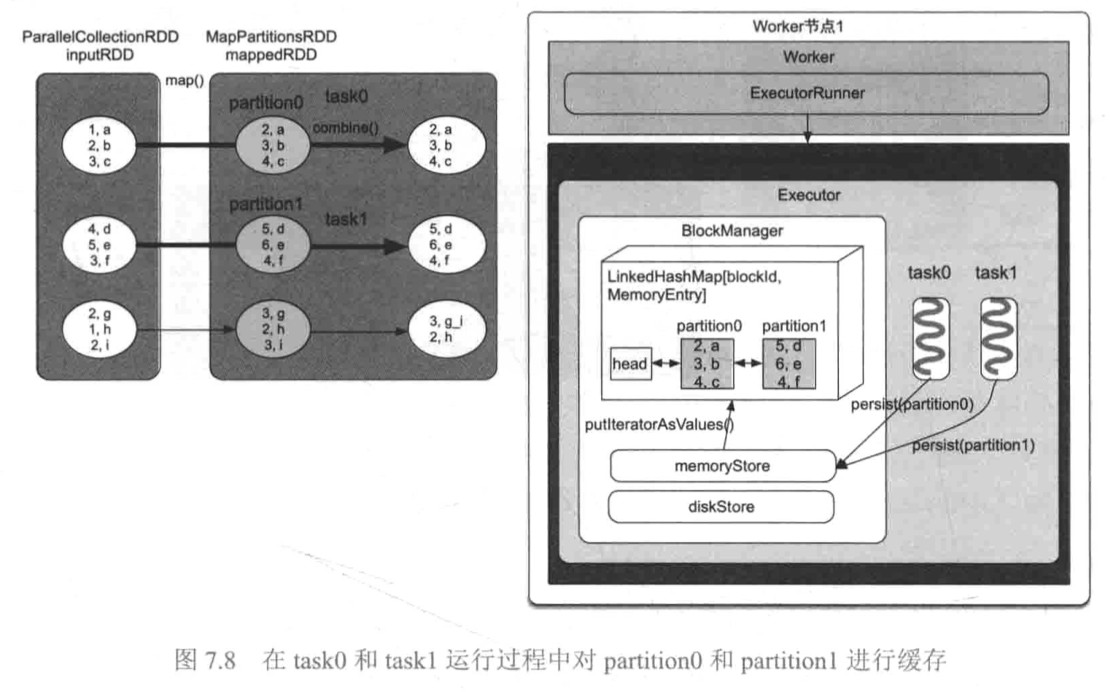 ParallelCollectionRDD
inputRDD
MapPartitionsRDD
mappedRDD
map()
partition0
task0
combine()
1, a
2, b
3, c
2, a
3, b
4, c
2, a
3, b
4, c
partition1
task1
4, d
5, e
3, f
5, d
6, e
4, f
5, d
6, e
4, f
2, g
1, h
2, i
3, g
2, h
3, i
3, g_i
2, h
Worker节点1
Worker
ExecutorRunner
Executor
BlockManager
LinkedHashMap[blockId,
MemoryEntry]
partition0
partition1
head
2, a
3, b
4, c
5, d
6, e
4, f
task0
task1
putIteratorAsValues()
persist(partition0)
persist(partition1)
memoryStore
diskStore
图 7.8 在 task0 和 task1 运行过程中对 partition0 和 partition1 进行缓存